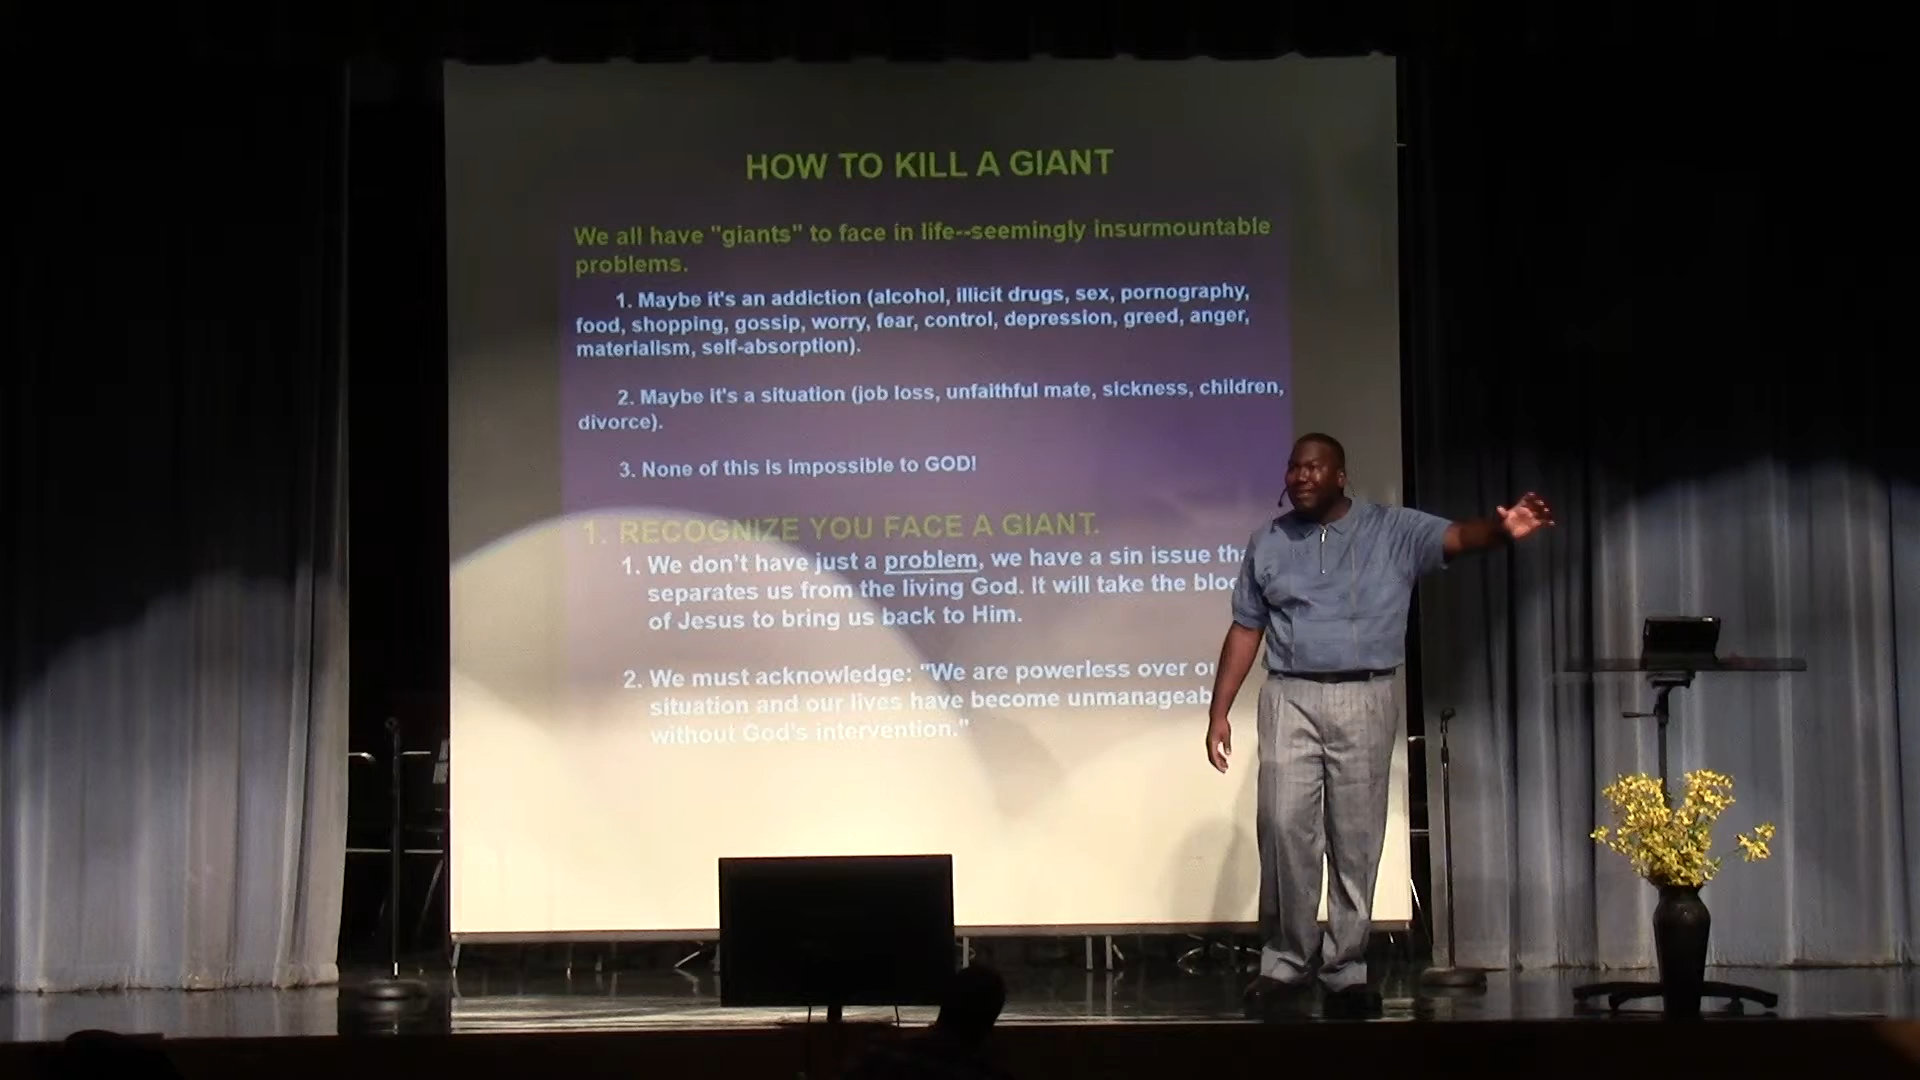 HOW TO KILL A GIANT
We all have "giants" to face in life--seemingly insurmountable
problems.
1. Maybe it's an addiction (alcohol, illicit drugs, sex, pornography,
food, shopping, gossip, worry, fear, control, depression, greed, anger,
materialism, self-absorption).
2. Maybe it's a situation (job loss, unfaithful mate, sickness, children,
divorce).
3. None of this is impossible to GOD!
1. RECOGNIZE YOU FACE A GIANT.
1. We don't have just a problem, we have a sin issue
separates us from the living God. It will take the
of Jesus to bring us back to Him.
2. We must acknowledge: "We are powerless over
situation and our lives have become
without God's intervention."